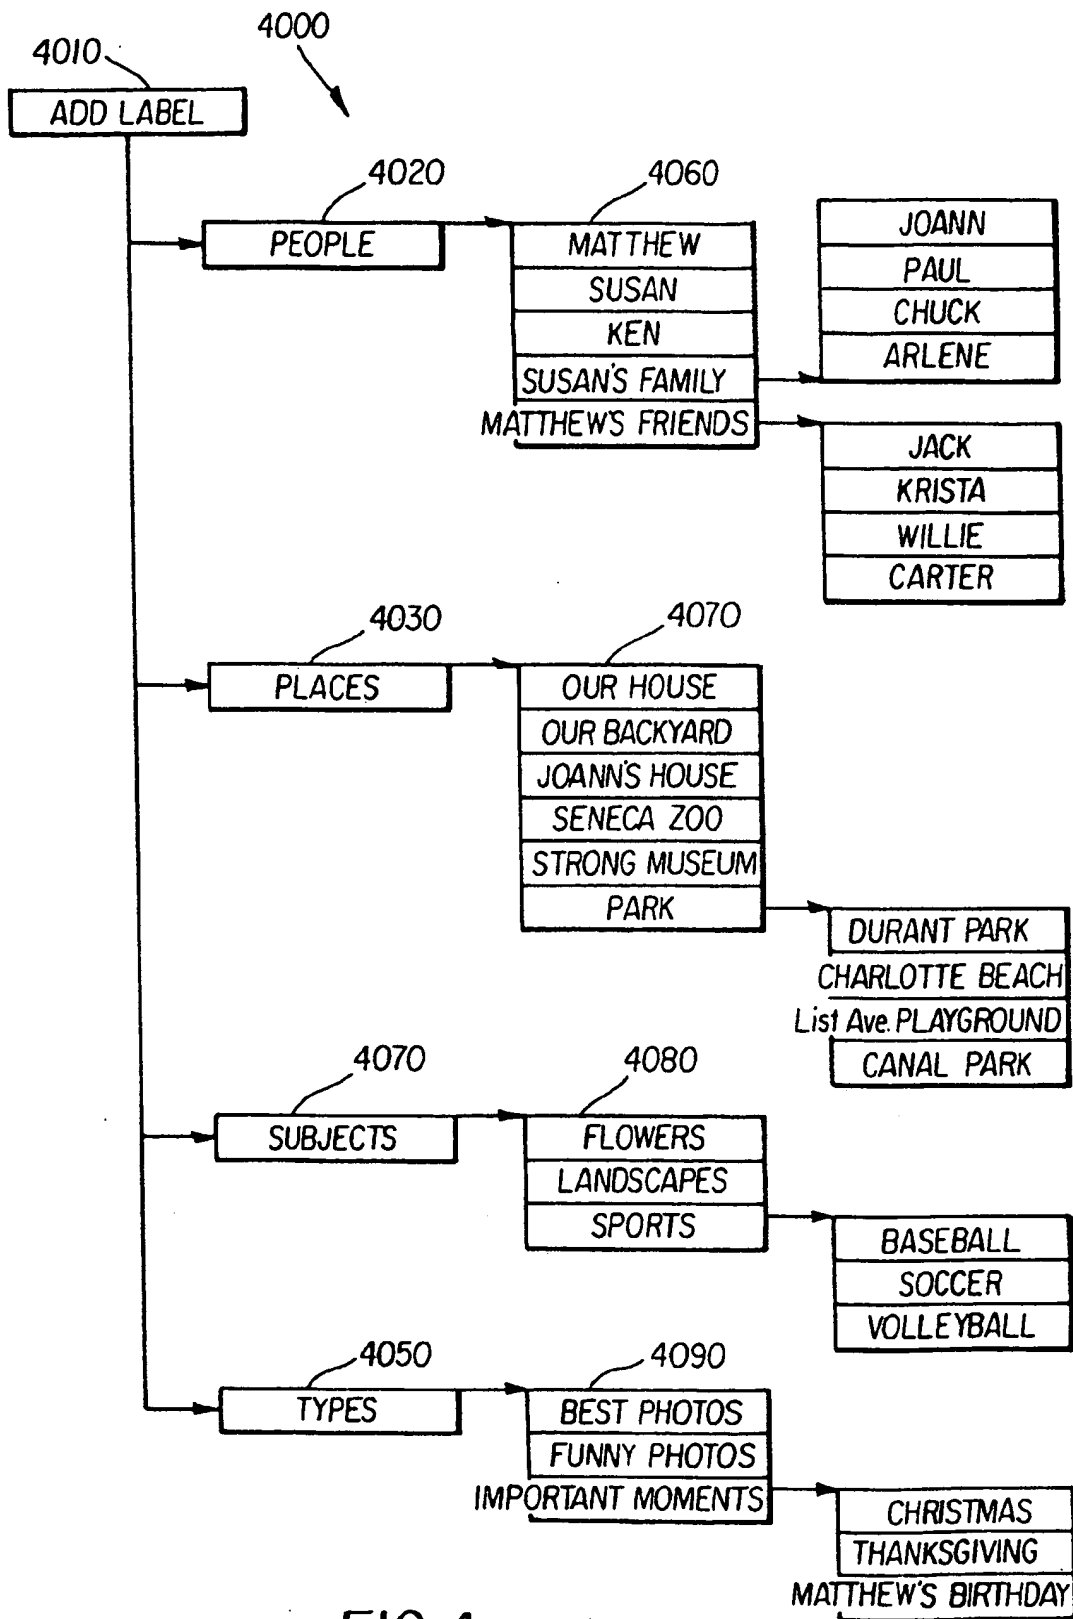 4000
4010
ADD LABEL
4020
PEOPLE
4060
MATTHEW
SUSAN
KEN
SUSAN'S FAMILY
MATTHEW'S FRIENDS
JOANN
PAUL
CHUCK
ARLENE
JACK
KRISTA
WILLIE
CARTER
4030
PLACES
4070
OUR HOUSE
OUR BACKYARD
JOANN'S HOUSE
SENECA ZOO
STRONG MUSEUM
PARK
DURANT PARK
CHARLOTTE BEACH
List Ave. PLAYGROUND
CANAL PARK
4070
SUBJECTS
4080
FLOWERS
LANDSCAPES
SPORTS
BASEBALL
SOCCER
VOLLEYBALL
4050
TYPES
4090
BEST PHOTOS
FUNNY PHOTOS
IMPORTANT MOMENTS
CHRISTMAS
THANKSGIVING
MATTHEW'S BIRTHDAY